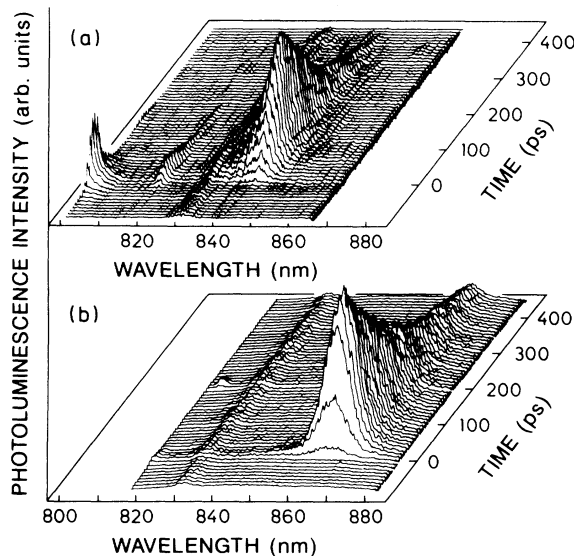 PHOTOLUMINESCENCE INTENSITY (arb. units)
(a)
400
300
200
100
0
TIME (ps)
820 840 860 880
WAVELENGTH (nm)
(b)
400
300
200
100
0
TIME (ps)
800 820 840 860 880
WAVELENGTH (nm)